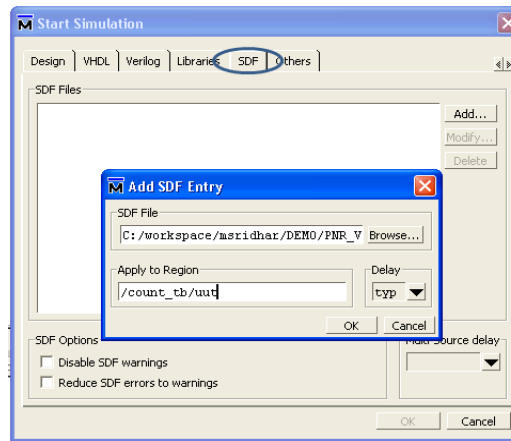 Start Simulation
Design VHDL Verilog Libraries SDF Others
SDF Files
Add...
Modify...
Delete
Add SDF Entry
SDF File
C:/workspace/msridhar/DEMO/PNR_V Browse...
Apply to Region Delay
/count_tb/uut typ
OK Cancel
SDF Options Multi Source delay
Disable SDF warnings
Reduce SDF errors to warnings
OK Cancel